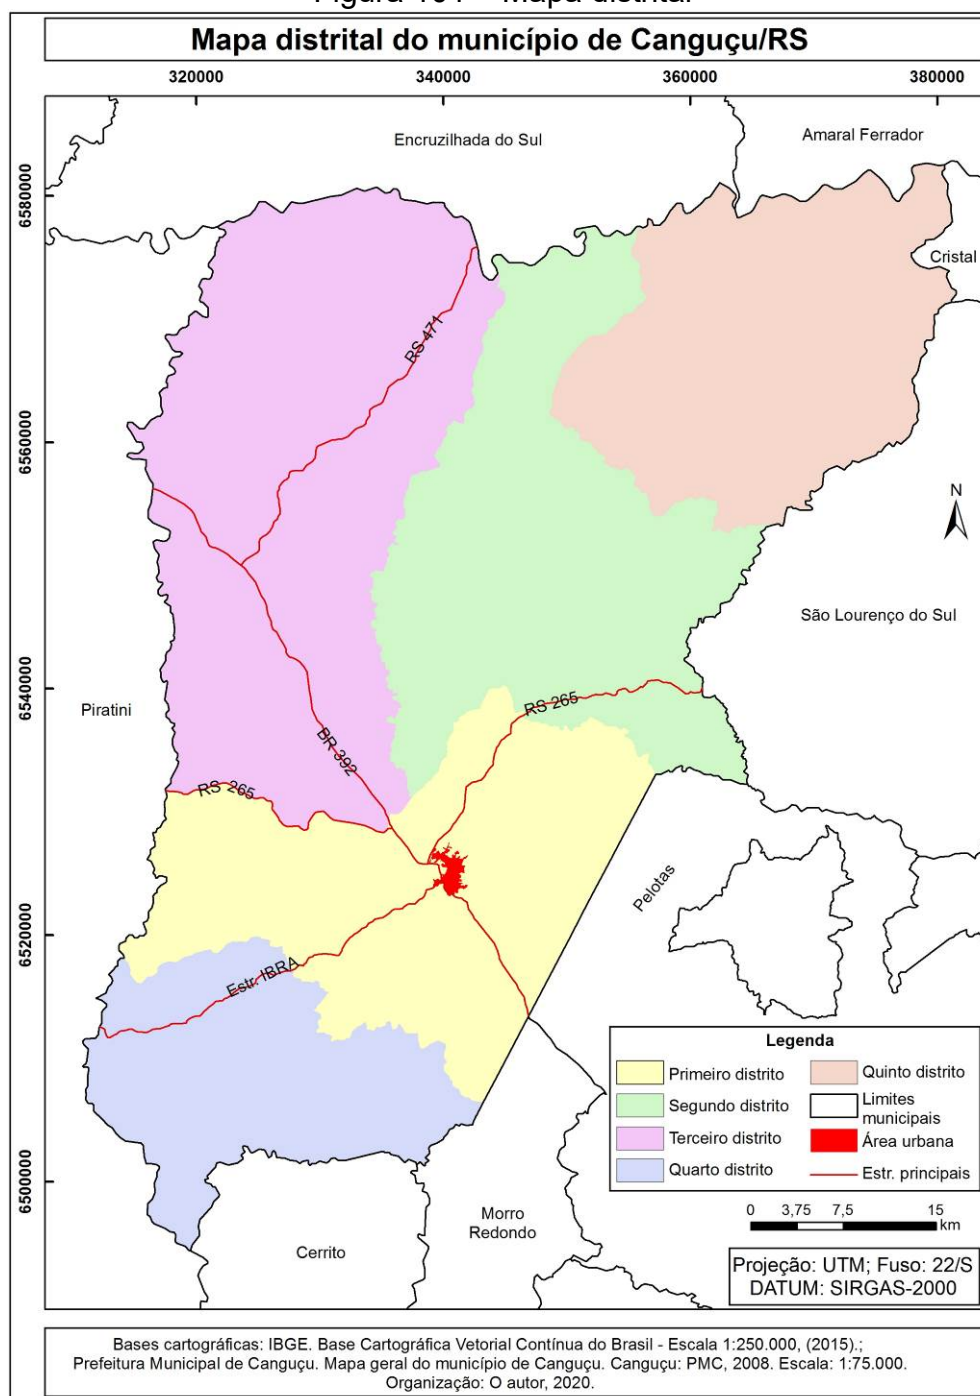 Figura 101 – Mapa distrital
Mapa distrital do município de Canguçu/RS
320000 340000 360000 380000
Encruzilhada do Sul
Amaral Ferrador
6580000
Cristal
RS 471
6560000
N
São Lourenço do Sul
6540000
Piratini
RS 265
BR 392
RS 265
Pelotas
6520000
Estr. IBRA
Legenda
Primeiro distrito
Segundo distrito
Terceiro distrito
Quarto distrito
Quinto distrito
Limites
municipais
Área urbana
Estr. principais
6500000
0 3,75 7,5 15
km
Morro
Redondo
Cerrito
Projeção: UTM; Fuso: 22/S
DATUM: SIRGAS-2000
Bases cartográficas: IBGE. Base Cartográfica Vetorial Contínua do Brasil - Escala 1:250.000, (2015).;
Prefeitura Municipal de Canguçu. Mapa geral do município de Canguçu. Canguçu: PMC, 2008. Escala: 1:75.000.
Organização: O autor, 2020.